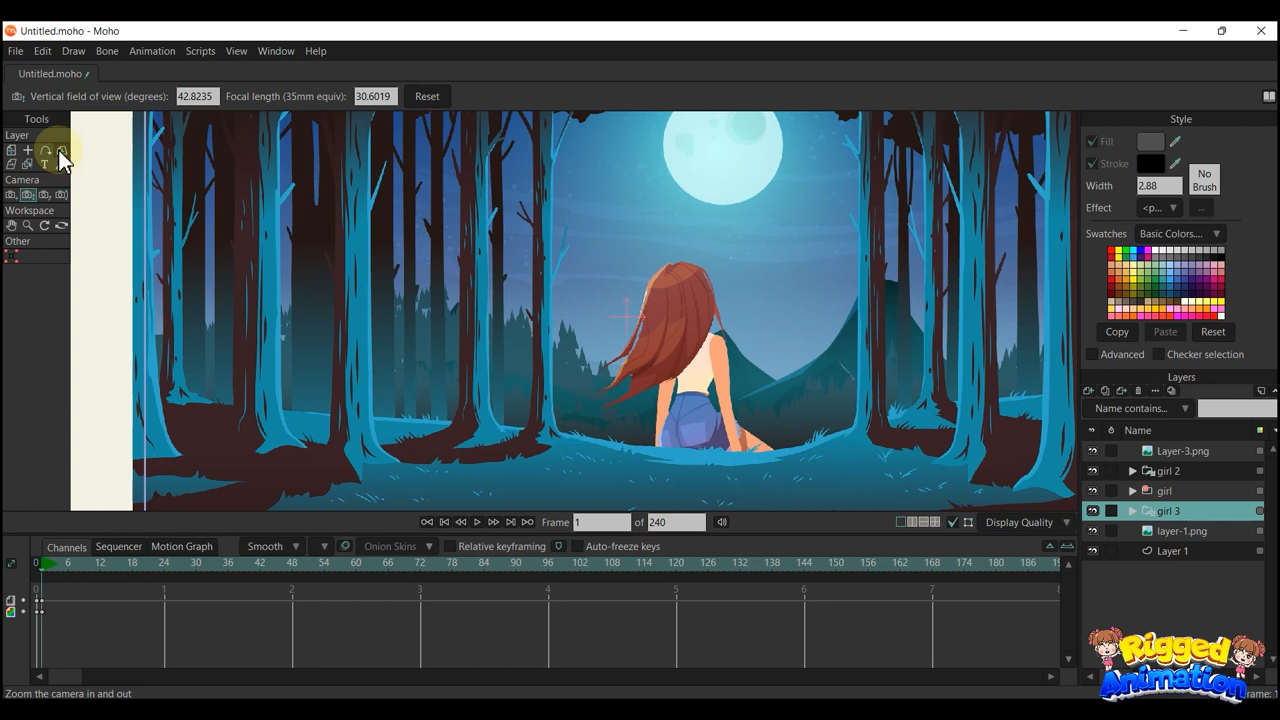 Untitled.moho - Moho
File Edit Draw Bone Animation Scripts View Window Help
Untitled.moho
Vertical field of view (degrees): 42.8235 Focal length (35mm equiv): 30.6019 Reset
Tools
Layer
T
Camera
Workspace
Other
Style
Fill
Stroke
Width 2.88
No Brush
Effect <p... ...
Swatches Basic Colors....
Copy Paste Reset
Advanced Checker selection
Layers
Name contains...
Name
Layer-3.png
girl 2
girl
girl 3
layer-1.png
Layer 1
Frame 1 of 240 Display Quality
Channels Sequencer Motion Graph Smooth Onion Skins Relative keyframing Auto-freeze keys
0 6 12 18 24 30 36 42 48 54 60 66 72 78 84 90 96 102 108 114 120 126 132 138 144 150 156 162 168 174 180 186
0 1 2 3 4 5 6 7
Rigged
Animation
Zoom the camera in and out